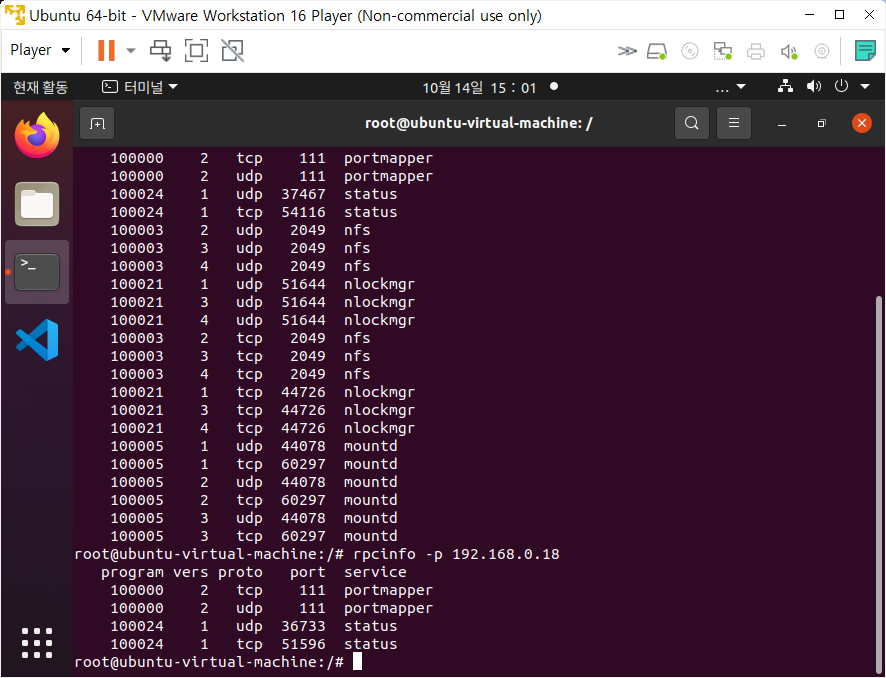 Ubuntu 64-bit - VMware Workstation 16 Player (Non-commercial use only)
Player
현재 활동 터미널 10월 14일 15 : 01 ...
root@ubuntu-virtual-machine: /
100000 2 tcp 111 portmapper
100000 2 udp 111 portmapper
100024 1 udp 37467 status
100024 1 tcp 54116 status
100003 2 udp 2049 nfs
100003 3 udp 2049 nfs
100003 4 udp 2049 nfs
100021 1 udp 51644 nlockmgr
100021 3 udp 51644 nlockmgr
100021 4 udp 51644 nlockmgr
100003 2 tcp 2049 nfs
100003 3 tcp 2049 nfs
100003 4 tcp 2049 nfs
100021 1 tcp 44726 nlockmgr
100021 3 tcp 44726 nlockmgr
100021 4 tcp 44726 nlockmgr
100005 1 udp 44078 mountd
100005 1 tcp 60297 mountd
100005 2 udp 44078 mountd
100005 2 tcp 60297 mountd
100005 3 udp 44078 mountd
100005 3 tcp 60297 mountd
root@ubuntu-virtual-machine:/# rpcinfo -p 192.168.0.18
program vers proto port service
100000 2 tcp 111 portmapper
100000 2 udp 111 portmapper
100024 1 udp 36733 status
100024 1 tcp 51596 status
root@ubuntu-virtual-machine:/#